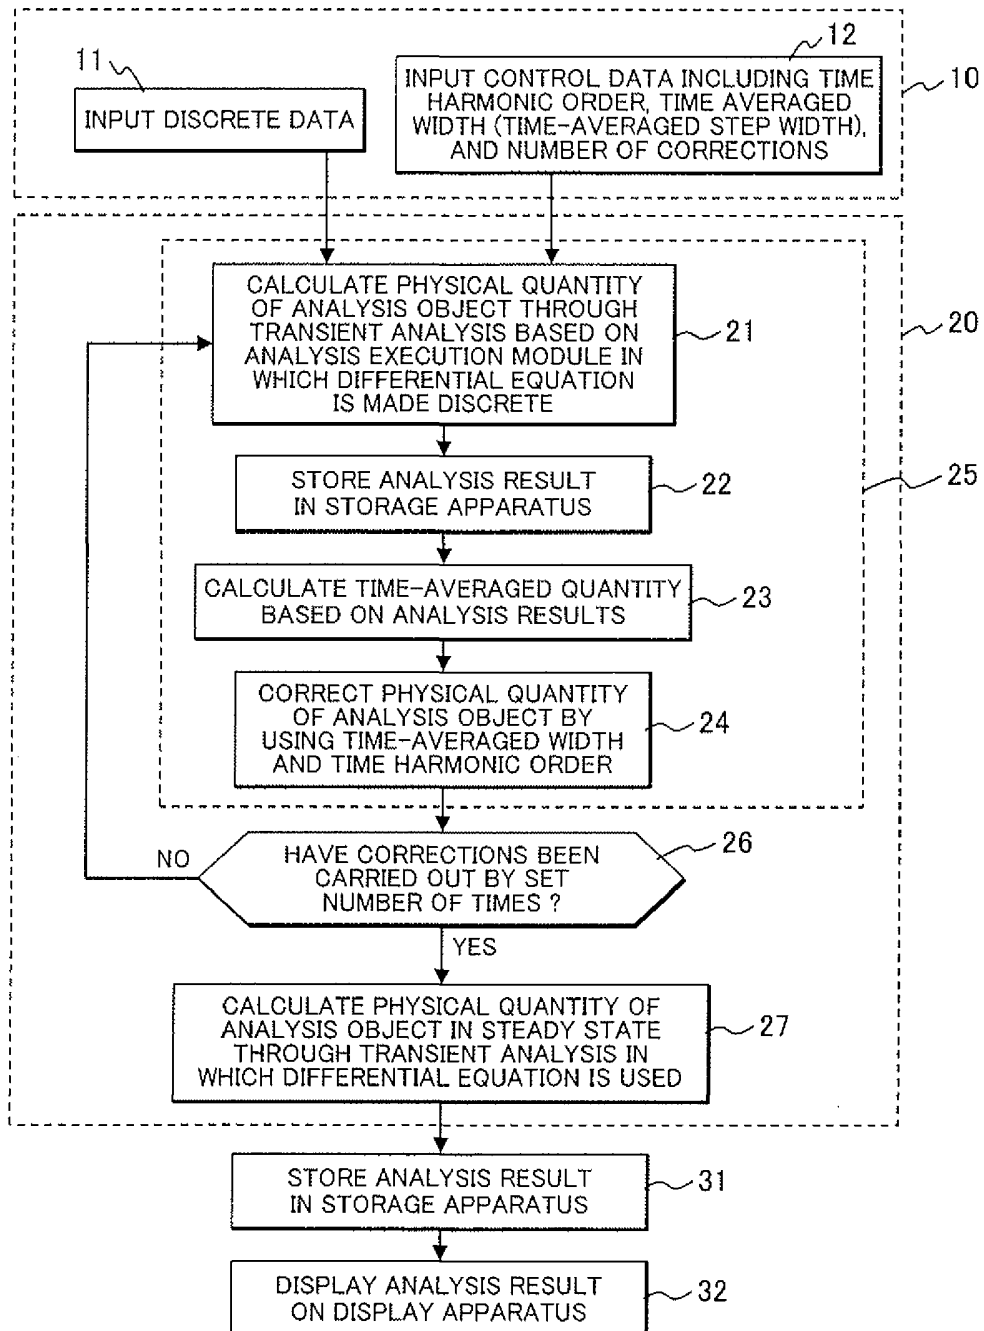 11
INPUT DISCRETE DATA
12
INPUT CONTROL DATA INCLUDING TIME
HARMONIC ORDER, TIME AVERAGED
WIDTH (TIME-AVERAGED STEP WIDTH),
AND NUMBER OF CORRECTIONS
10
CALCULATE PHYSICAL QUANTITY
OF ANALYSIS OBJECT THROUGH
TRANSIENT ANALYSIS BASED ON
ANALYSIS EXECUTION MODULE IN
WHICH DIFFERENTIAL EQUATION
IS MADE DISCRETE
21
20
STORE ANALYSIS RESULT
IN STORAGE APPARATUS
22
25
CALCULATE TIME-AVERAGED QUANTITY
BASED ON ANALYSIS RESULTS
23
CORRECT PHYSICAL QUANTITY
OF ANALYSIS OBJECT BY
USING TIME-AVERAGED WIDTH
AND TIME HARMONIC ORDER
24
NO
HAVE CORRECTIONS BEEN
CARRIED OUT BY SET
NUMBER OF TIMES ?
26
YES
CALCULATE PHYSICAL QUANTITY OF
ANALYSIS OBJECT IN STEADY STATE
THROUGH TRANSIENT ANALYSIS IN
WHICH DIFFERENTIAL EQUATION IS USED
27
STORE ANALYSIS RESULT
IN STORAGE APPARATUS
31
DISPLAY ANALYSIS RESULT
ON DISPLAY APPARATUS
32